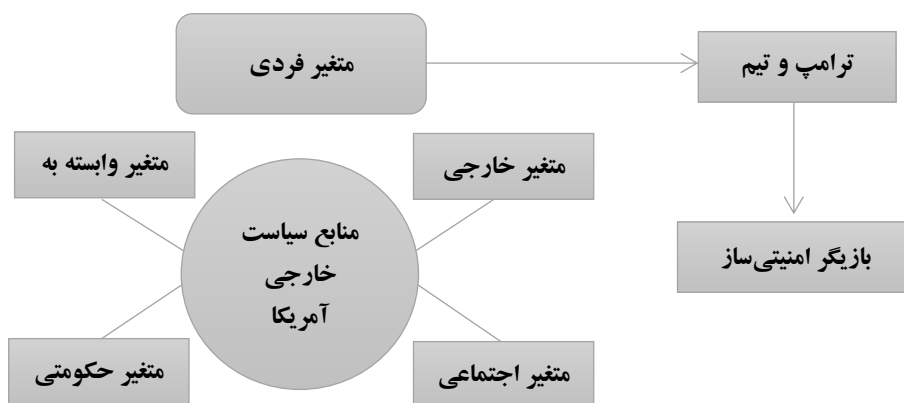 متغیر فردی
ترامپ و تیم
متغیر وابسته به
متغیر خارجی
منابع سیاست
خارجی
آمریکا
بازیگر امنیتی‌ساز
متغیر حکومتی
متغیر اجتماعی